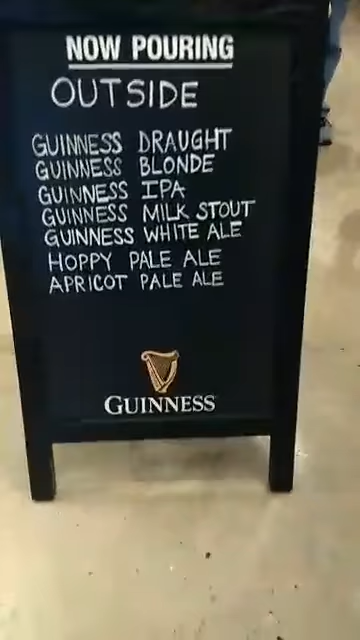 NOW POURING
OUTSIDE
GUINNESS DRAUGHT
GUINNESS BLONDE
GUINNESS IPA
GUINNESS MILK STOUT
GUINNESS WHITE ALE
HOPPY PALE ALE
APRICOT PALE ALE
GUINNESS